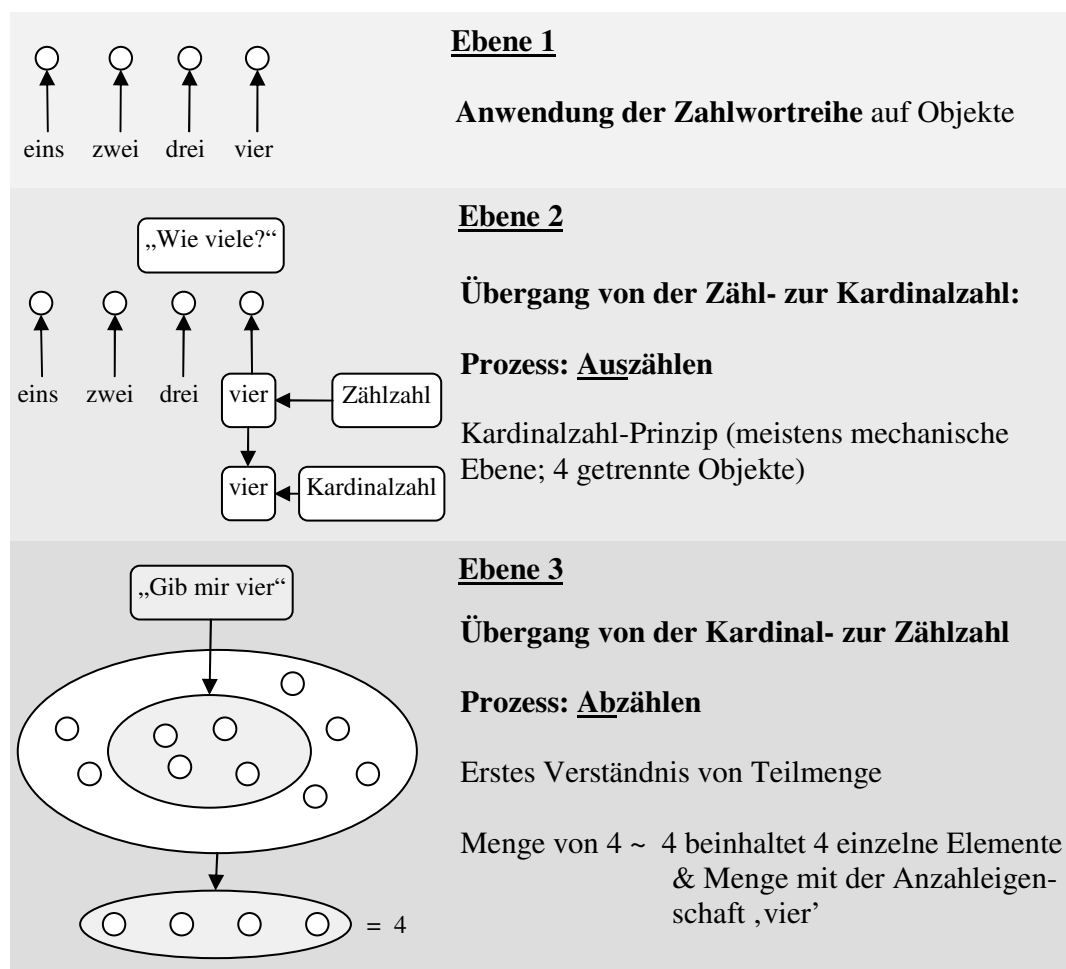 Ebene 1
Anwendung der Zahlwortreihe auf Objekte
eins zwei drei vier
Ebene 2
„Wie viele?“
Übergang von der Zähl- zur Kardinalzahl:
Prozess: Auszählen
eins zwei drei vier Zählzahl
Kardinalzahl-Prinzip (meistens mechanische
Ebene; 4 getrennte Objekte)
vier Kardinalzahl
Ebene 3
„Gib mir vier“
Übergang von der Kardinal- zur Zählzahl
Prozess: Abzählen
Erstes Verständnis von Teilmenge
Menge von 4 ~ 4 beinhaltet 4 einzelne Elemente
& Menge mit der Anzahleigen-
schaft ‚vier’
= 4